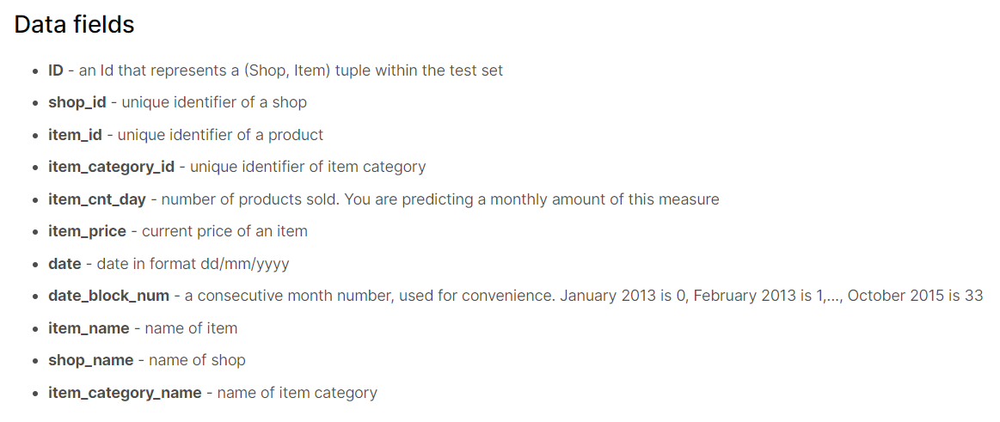 Data fields
• ID - an Id that represents a (Shop, Item) tuple within the test set
• shop_id - unique identifier of a shop
• item_id - unique identifier of a product
• item_category_id - unique identifier of item category
• item_cnt_day - number of products sold. You are predicting a monthly amount of this measure
• item_price - current price of an item
• date - date in format dd/mm/yyyy
• date_block_num - a consecutive month number, used for convenience. January 2013 is 0, February 2013 is 1,..., October 2015 is 33
• item_name - name of item
• shop_name - name of shop
• item_category_name - name of item category